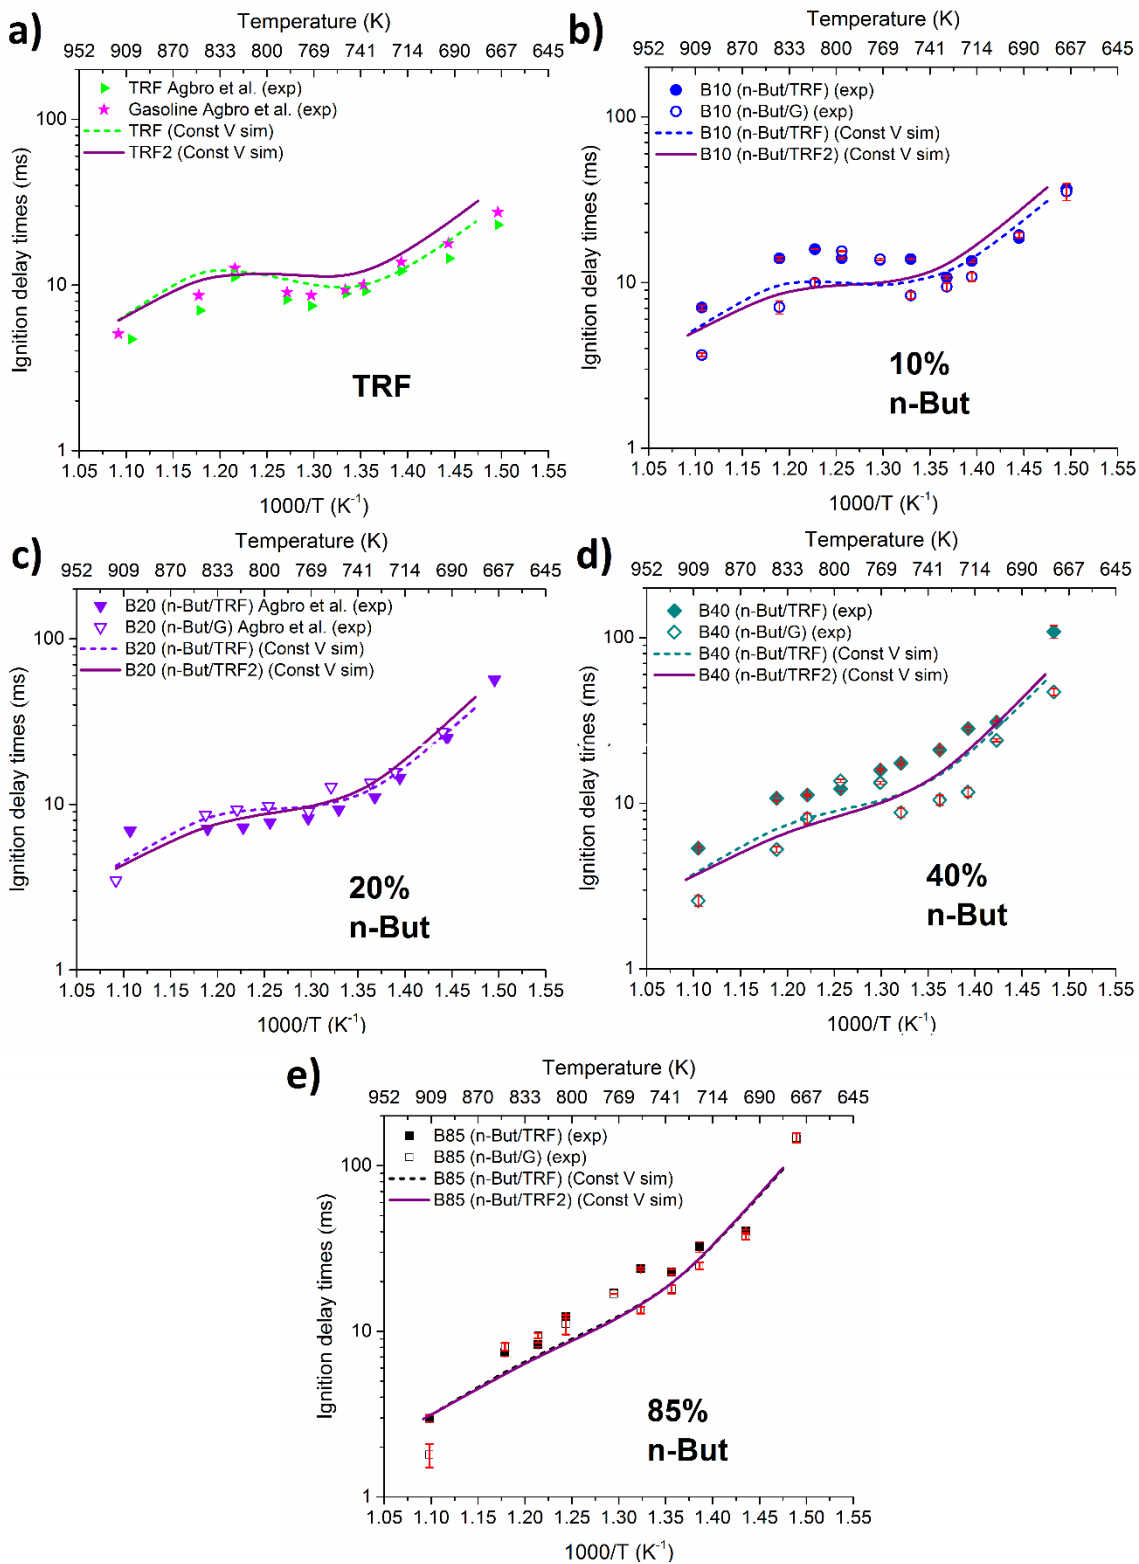 a)
Temperature (K)
952 909 870 833 800 769 741 714 690 667 645
TRF Agbro et al. (exp)
Gasoline Agbro et al. (exp)
TRF (Const V sim)
TRF2 (Const V sim)
Ignition delay times (ms)
100
10
1
TRF
1.05 1.10 1.15 1.20 1.25 1.30 1.35 1.40 1.45 1.50 1.55
1000/T (K⁻¹)
b)
Temperature (K)
952 909 870 833 800 769 741 714 690 667 645
B10 (n-But/TRF) (exp)
B10 (n-But/G) (exp)
B10 (n-But/TRF) (Const V sim)
B10 (n-But/TRF2) (Const V sim)
Ignition delay times (ms)
100
10
1
10%
n-But
1.05 1.10 1.15 1.20 1.25 1.30 1.35 1.40 1.45 1.50 1.55
1000/T (K⁻¹)
c)
Temperature (K)
952 909 870 833 800 769 741 714 690 667 645
B20 (n-But/TRF) Agbro et al. (exp)
B20 (n-But/G) Agbro et al. (exp)
B20 (n-But/TRF) (Const V sim)
B20 (n-But/TRF2) (Const V sim)
Ignition delay times (ms)
100
10
1
20%
n-But
1.05 1.10 1.15 1.20 1.25 1.30 1.35 1.40 1.45 1.50 1.55
1000/T (K⁻¹)
d)
Temperature (K)
952 909 870 833 800 769 741 714 690 667 645
B40 (n-But/TRF) (exp)
B40 (n-But/G) (exp)
B40 (n-But/TRF) (Const V sim)
B40 (n-But/TRF2) (Const V sim)
Ignition delay times (ms)
100
10
1
40%
n-But
1.05 1.10 1.15 1.20 1.25 1.30 1.35 1.40 1.45 1.50 1.55
1000/T (K⁻¹)
e)
Temperature (K)
952 909 870 833 800 769 741 714 690 667 645
B85 (n-But/TRF) (exp)
B85 (n-But/G) (exp)
B85 (n-But/TRF) (Const V sim)
B85 (n-But/TRF2) (Const V sim)
Ignition delay times (ms)
100
10
1
85%
n-But
1.05 1.10 1.15 1.20 1.25 1.30 1.35 1.40 1.45 1.50 1.55
1000/T (K⁻¹)